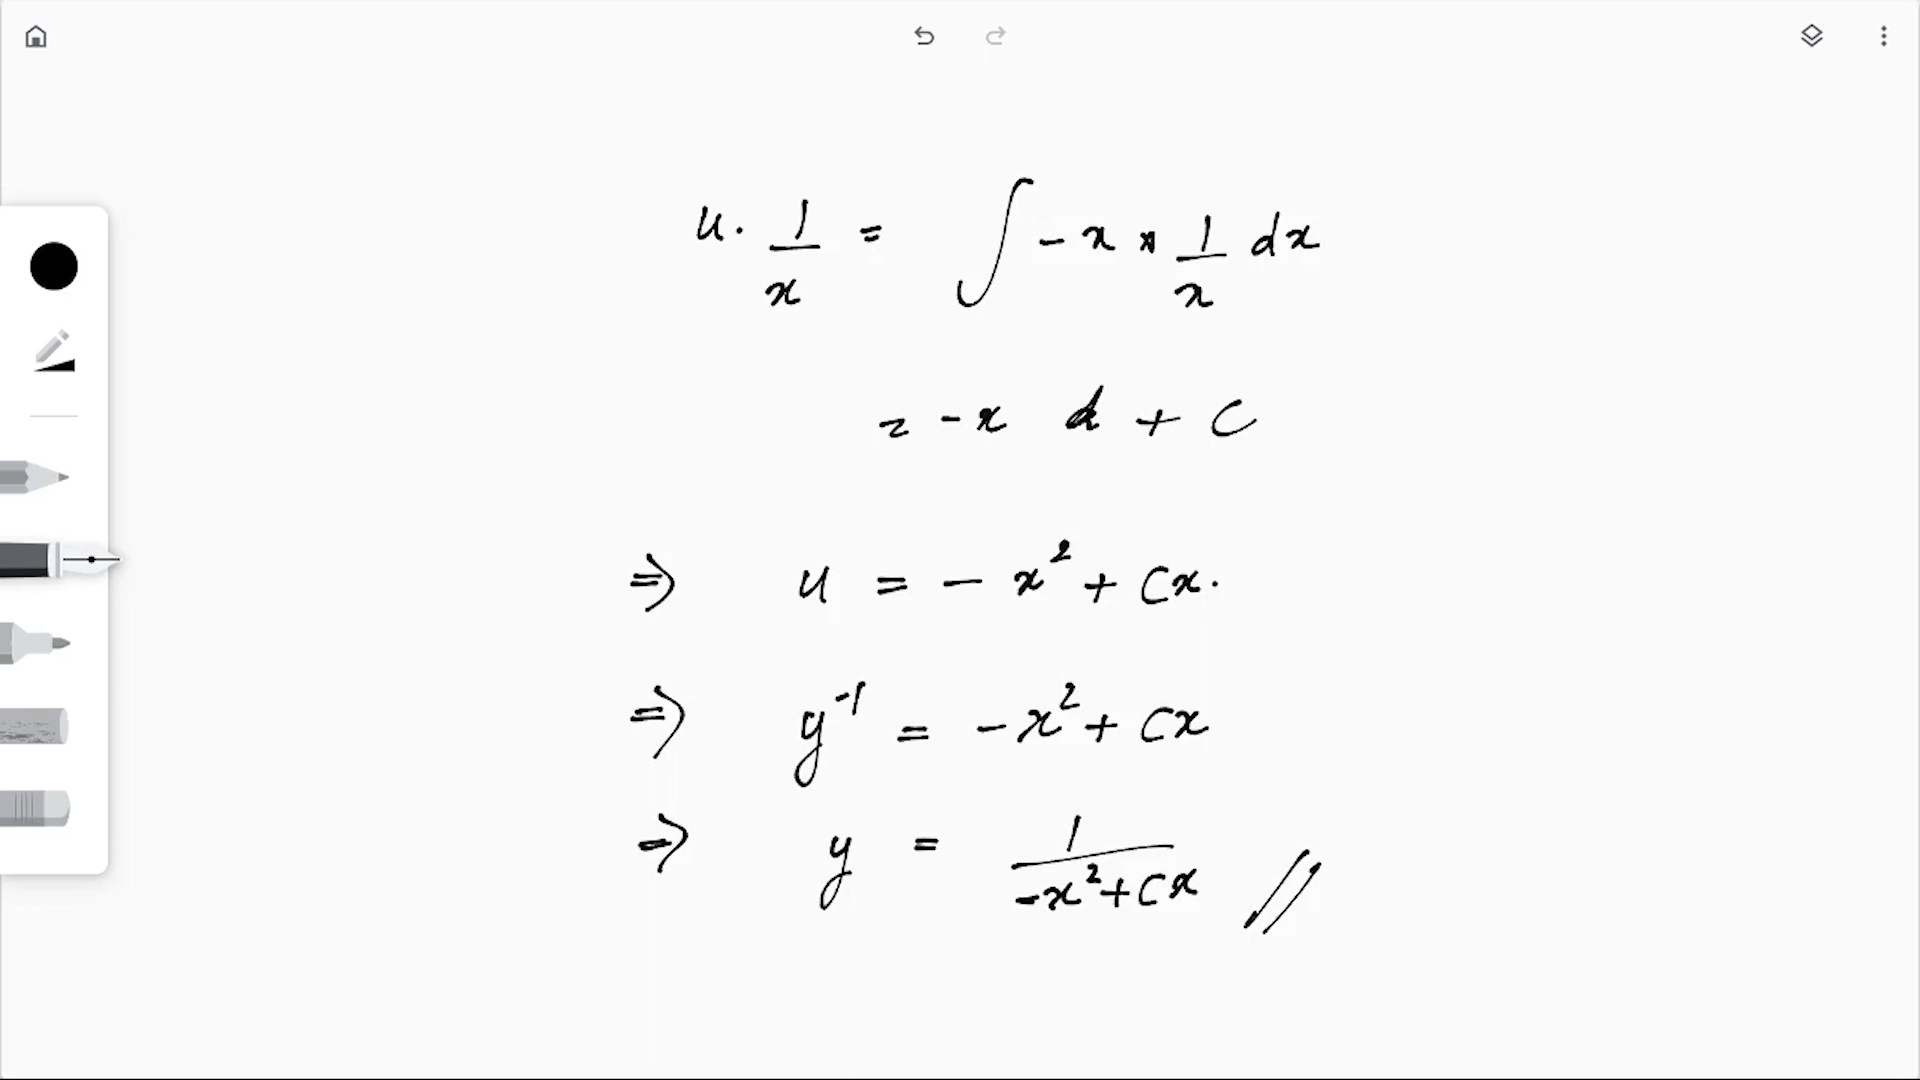 u · 1/x = ∫ -x * 1/x dx
= -x + C
⇒ u = - x² + Cx.
⇒ y⁻¹ = -x² + Cx
⇒ y = 1/(-x² + Cx) //